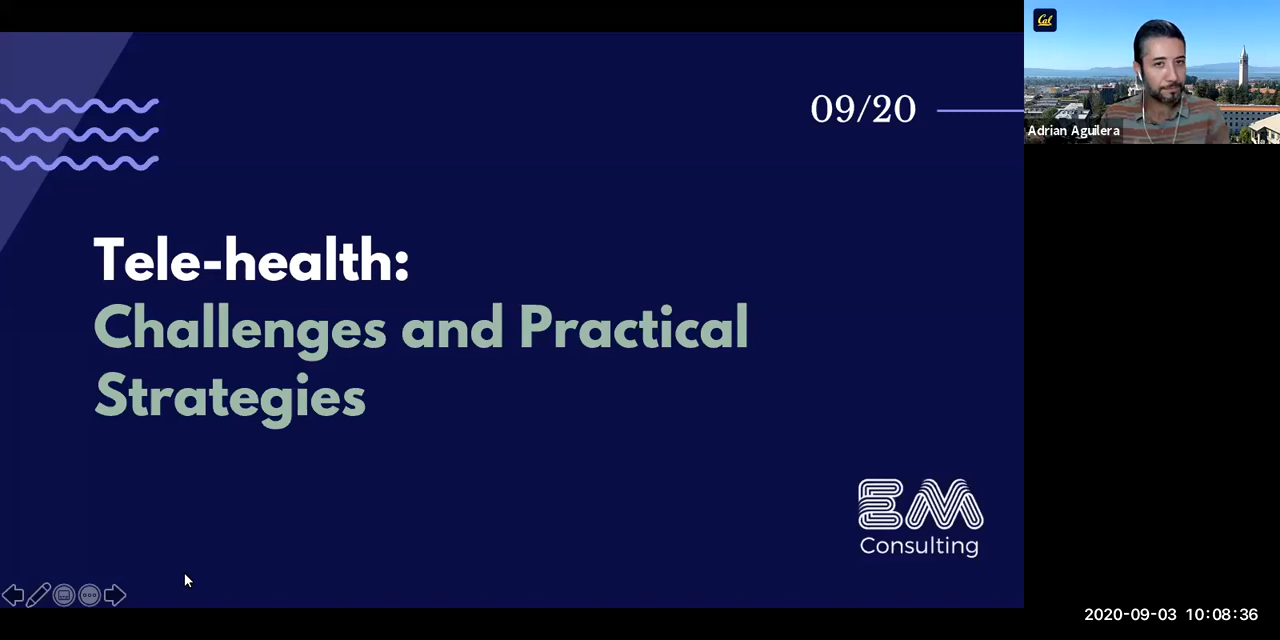 09/20
Tele-health:
Challenges and Practical
Strategies
EM
Consulting
Cal
Adrian Aguilera
2020-09-03 10:08:36